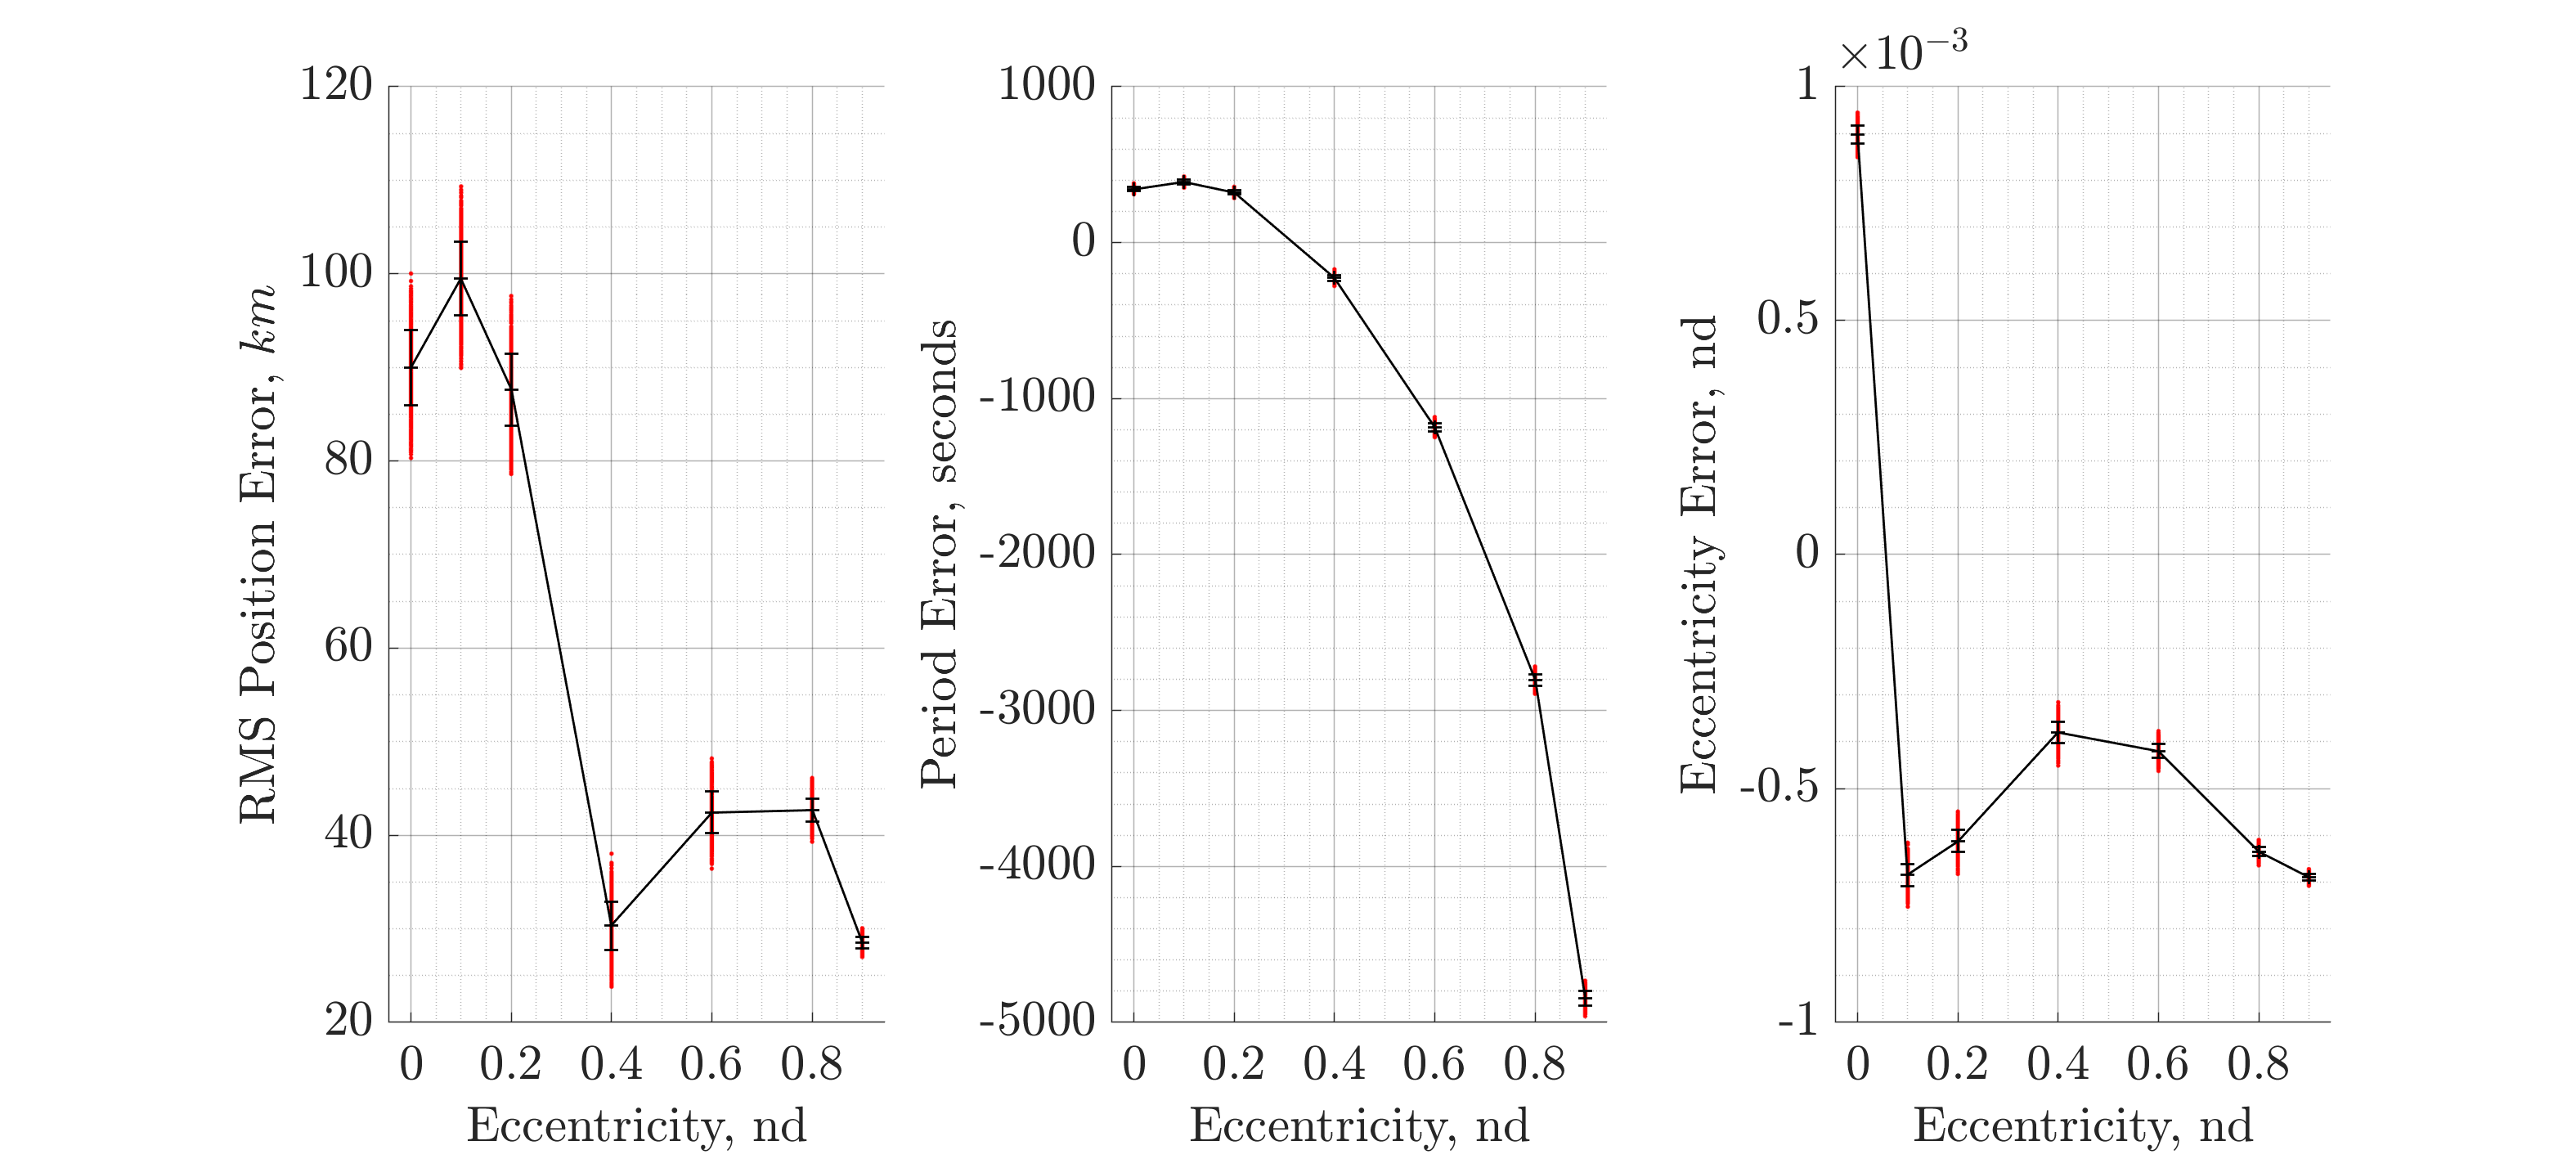 RMS Position Error, km
120
100
80
60
40
20
0 0.2 0.4 0.6 0.8
Eccentricity, nd
Period Error, seconds
1000
0
-1000
-2000
-3000
-4000
-5000
0 0.2 0.4 0.6 0.8
Eccentricity, nd
×10⁻³
Eccentricity Error, nd
1
0.5
0
-0.5
-1
0 0.2 0.4 0.6 0.8
Eccentricity, nd